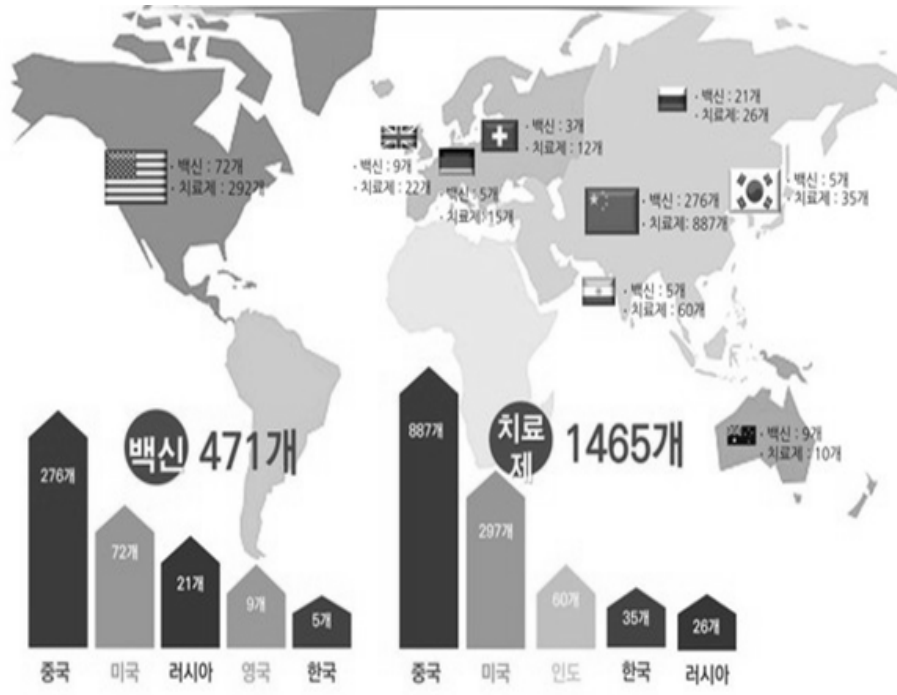 · 백신 : 72개
· 치료제 : 292개
· 백신 : 9개
· 치료제 : 22개
· 백신 : 5개
· 치료제: 15개
· 백신 : 3개
· 치료제 : 12개
· 백신 : 21개
· 치료제: 26개
· 백신 : 276개
· 치료제: 887개
· 백신 : 5개
· 치료제 : 35개
· 백신 : 5개
· 치료제 : 60개
· 백신 : 9개
· 치료제 : 10개
백신 471개
276개
72개
21개
9개
5개
중국 미국 러시아 영국 한국
치료
제
1465개
887개
297개
60개
35개
26개
중국 미국 인도 한국 러시아